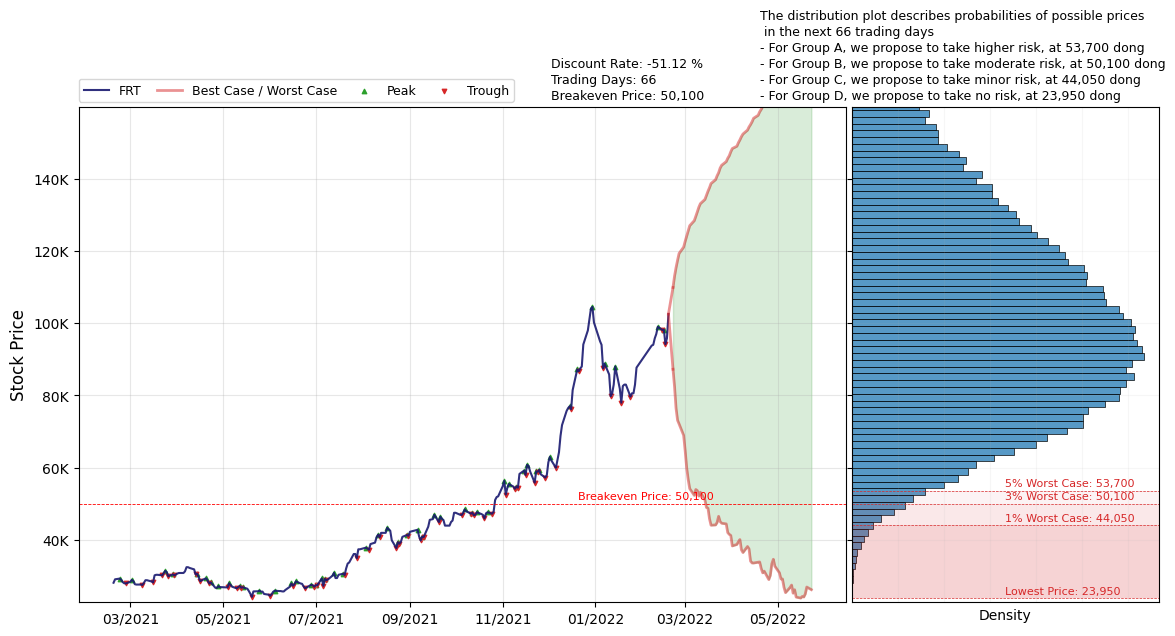 The distribution plot describes probabilities of possible prices
in the next 66 trading days
- For Group A, we propose to take higher risk, at 53,700 dong
- For Group B, we propose to take moderate risk, at 50,100 dong
- For Group C, we propose to take minor risk, at 44,050 dong
- For Group D, we propose to take no risk, at 23,950 dong
Discount Rate: -51.12 %
Trading Days: 66
Breakeven Price: 50,100
FRT
Best Case / Worst Case
Peak
Trough
Stock Price
140K
120K
100K
80K
60K
40K
Breakeven Price: 50,100
5% Worst Case: 53,700
3% Worst Case: 50,100
1% Worst Case: 44,050
Lowest Price: 23,950
03/2021
05/2021
07/2021
09/2021
11/2021
01/2022
03/2022
05/2022
Density